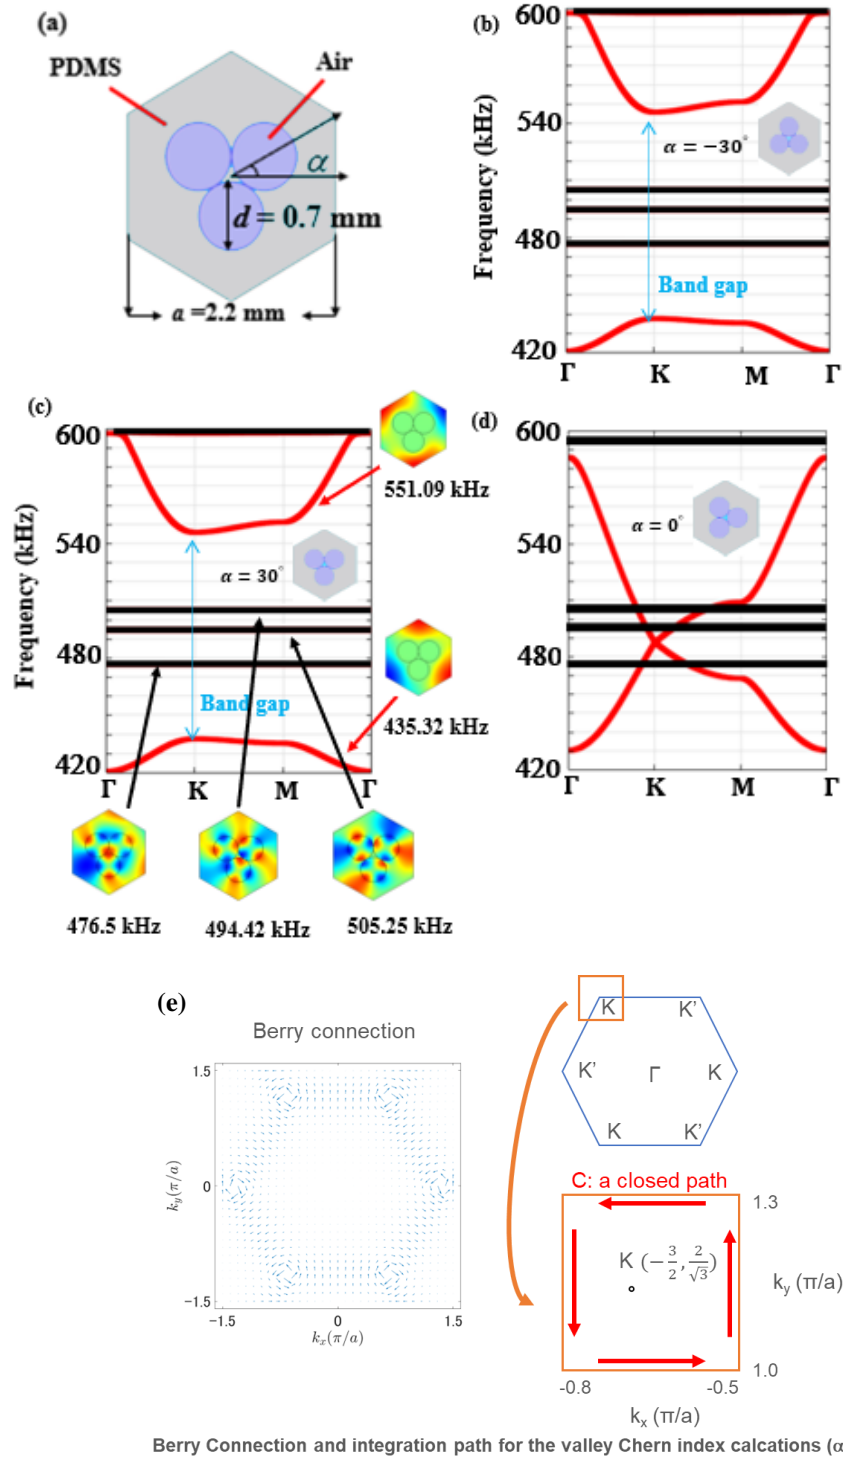 (a)
PDMS
Air
α
d = 0.7 mm
a =2.2 mm
(b)
600
540
480
420
Frequency (kHz)
α = −30°
Band gap
Γ K M Γ
(c)
600
540
480
420
Frequency (kHz)
α = 30°
Band gap
Γ K M Γ
551.09 kHz
435.32 kHz
476.5 kHz
494.42 kHz
505.25 kHz
(d)
600
540
480
420
α = 0°
Γ K M Γ
(e)
Berry connection
1.5
0
−1.5
k_y(π/a)
−1.5 0 1.5
k_x(π/a)
K K'
K' Γ K
K K'
C: a closed path
1.3
K (−3/2, 2/√3)
k_y (π/a)
1.0
-0.8 -0.5
k_x (π/a)
Berry Connection and integration path for the valley Chern index calcations (α